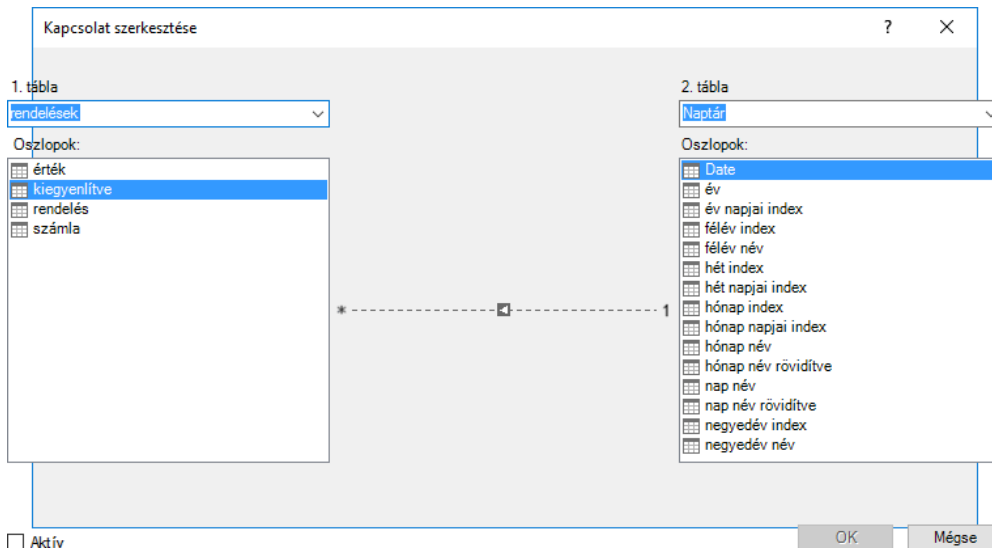 Kapcsolat szerkesztése ? ×
1. tábla
rendelések
Oszlopok:
érték
kiegyenlítve
rendelés
számla
* 1
2. tábla
Naptár
Oszlopok:
Date
év
év napjai index
félév index
félév név
hét index
hét napjai index
hónap index
hónap napjai index
hónap név
hónap név rövidítve
nap név
nap név rövidítve
negyedév index
negyedév név
Aktív
OK Mégse